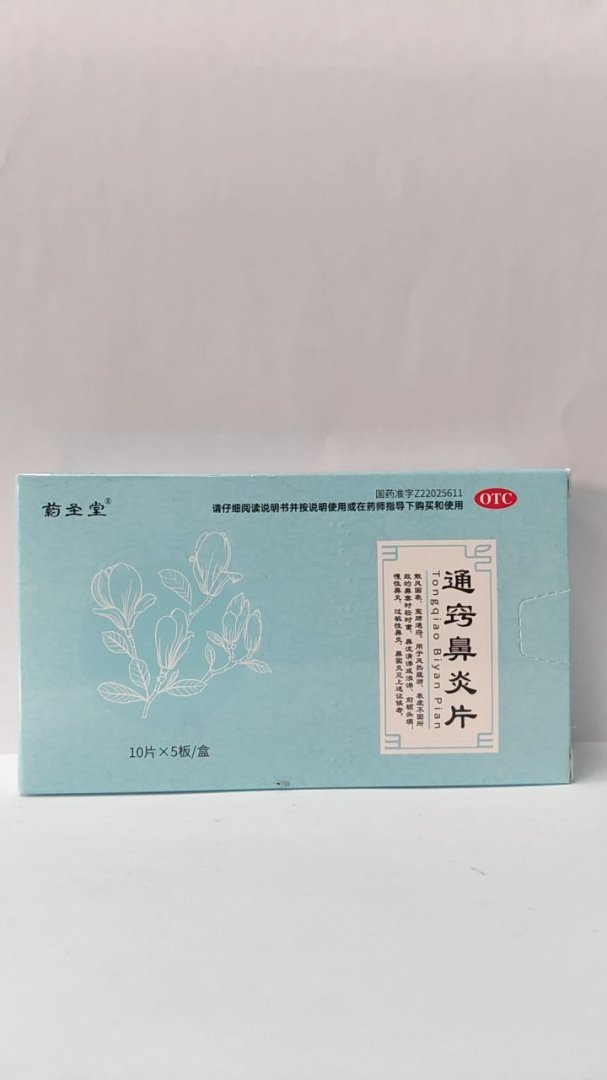 药圣堂®
国药准字Z22025611
OTC
请仔细阅读说明书并按说明使用或在药师指导下购买和使用
通窍鼻炎片
Tongqiao Biyan Pian
散风固表,宣肺通窍。用于风热蕴肺、表虚不固所
致的鼻塞时轻时重、鼻流清涕或浊涕、前额头痛;
慢性鼻炎、过敏性鼻炎、鼻窦炎见上述证候者。
10片×5板/盒